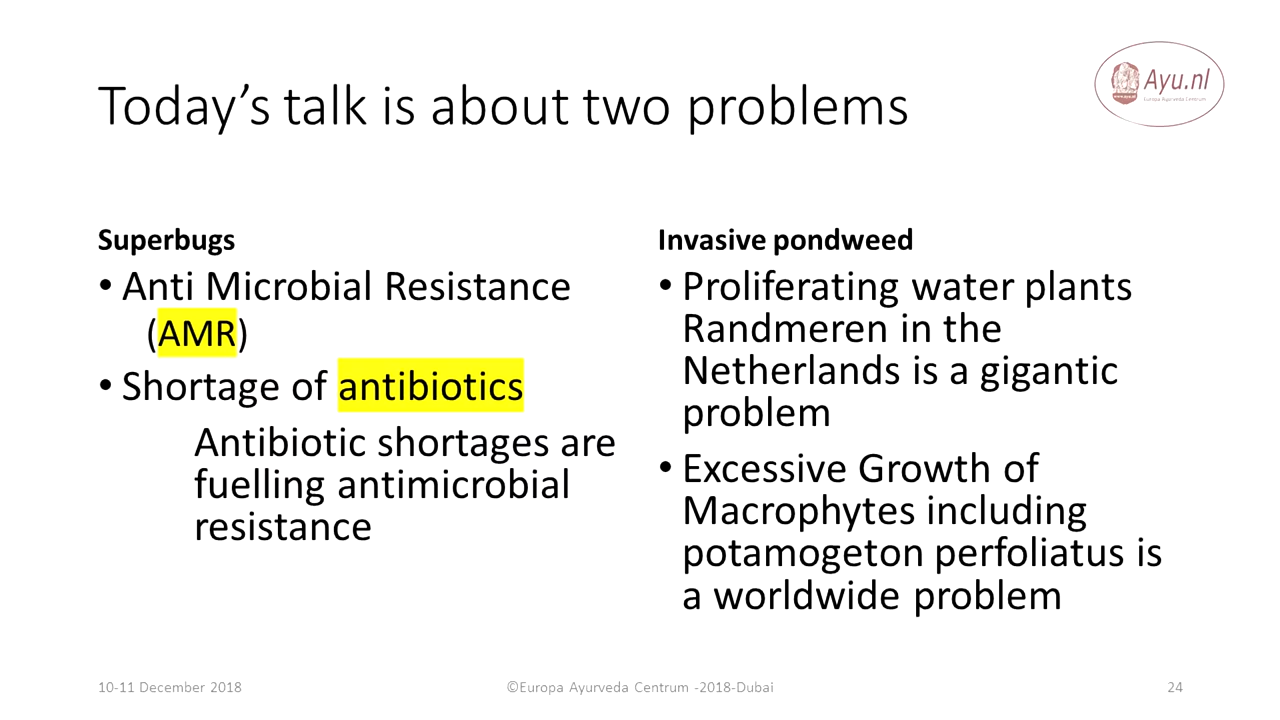 Today’s talk is about two problems
Ayu.nl
Europa Ayurveda Centrum
Superbugs
• Anti Microbial Resistance
(AMR)
• Shortage of antibiotics
Antibiotic shortages are
fuelling antimicrobial
resistance
Invasive pondweed
• Proliferating water plants
Randmeren in the
Netherlands is a gigantic
problem
• Excessive Growth of
Macrophytes including
potamogeton perfoliatus is
a worldwide problem
10-11 December 2018
©Europa Ayurveda Centrum -2018-Dubai
24